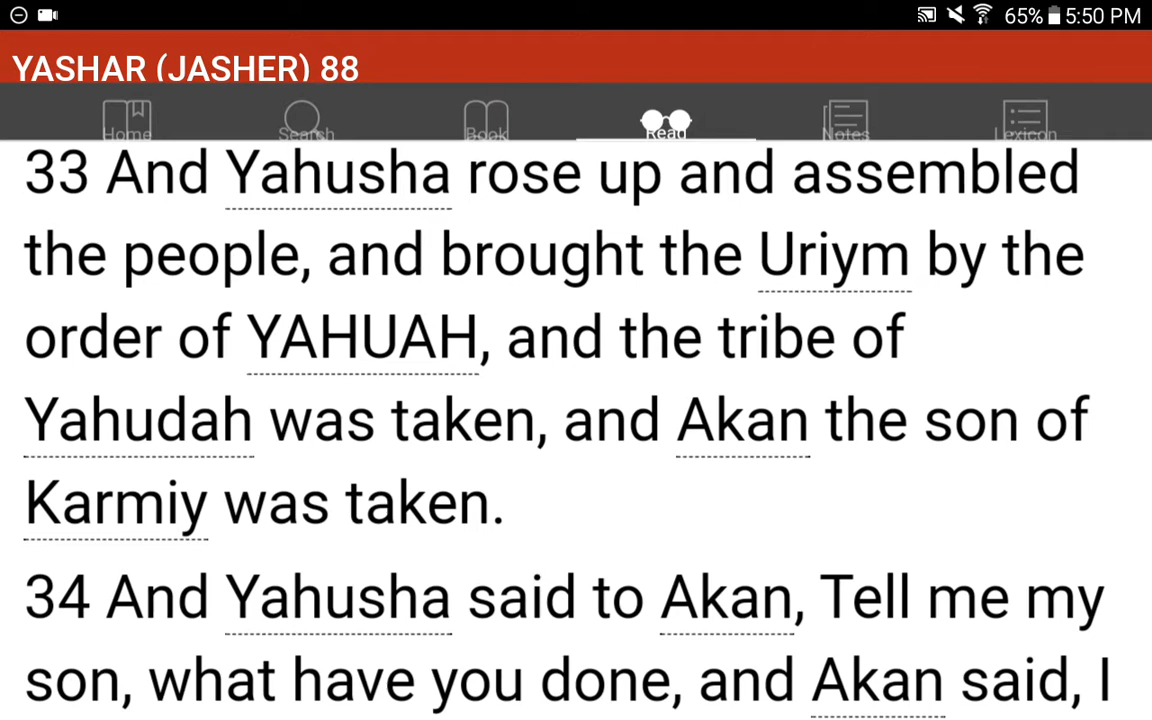 65% 5:50 PM
YASHAR (JASHER) 88
Home Search Book Read Notes Lexicon
33 And Yahusha rose up and assembled
the people, and brought the Uriym by the
order of YAHUAH, and the tribe of
Yahudah was taken, and Akan the son of
Karmiy was taken.
34 And Yahusha said to Akan, Tell me my
son, what have you done, and Akan said, I